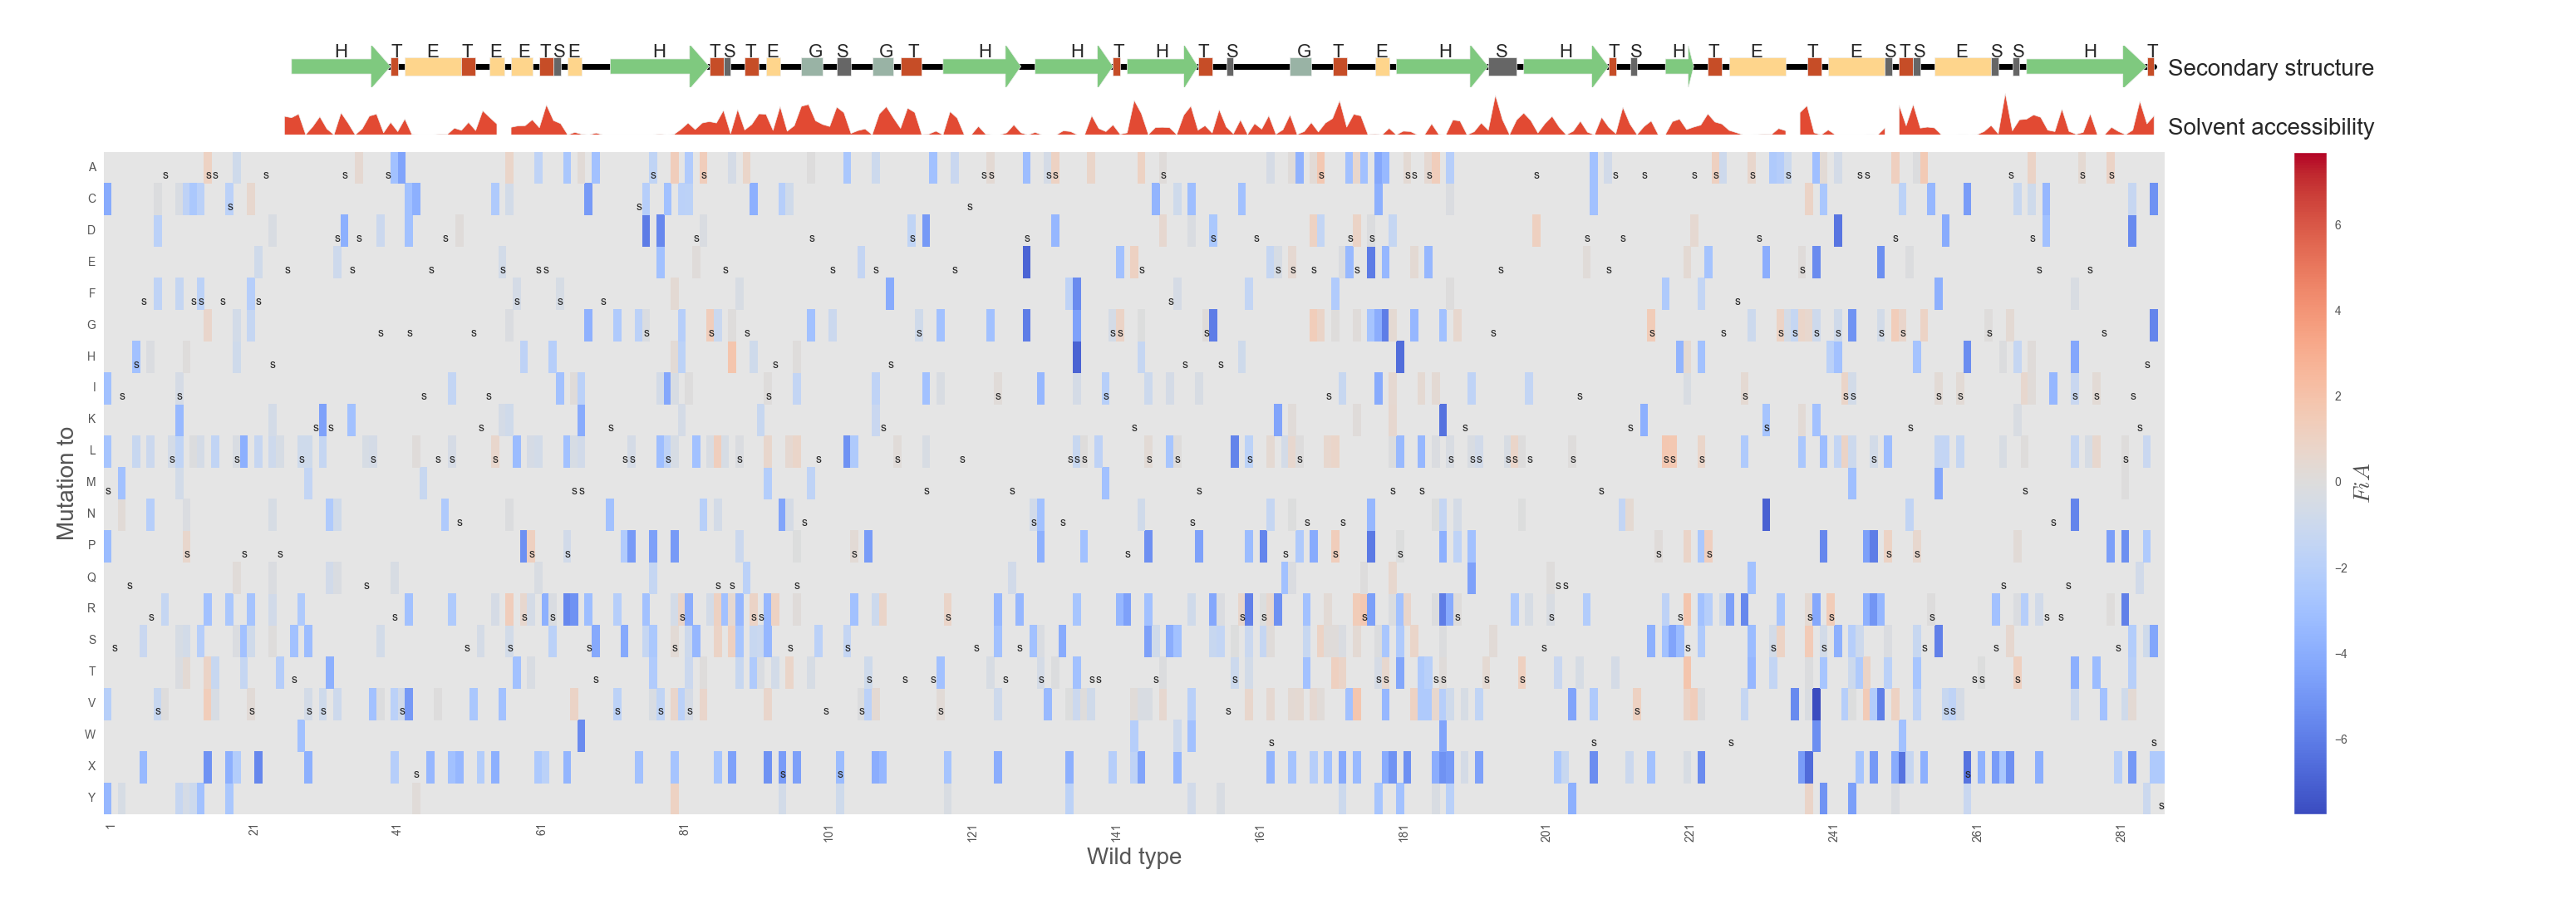 H T E T E E T S E H T S T E G S G T H H T H T S G T E H S H T S H T E T E S T S E S S H T
Secondary structure
Solvent accessibility
A
C
D
E
F
G
H
I
K
L
M
N
P
Q
R
S
T
V
W
X
Y
Mutation to
1 21 41 61 81 101 121 141 161 181 201 221 241 261 281
Wild type
6
4
2
0
−2
−4
−6
FiA